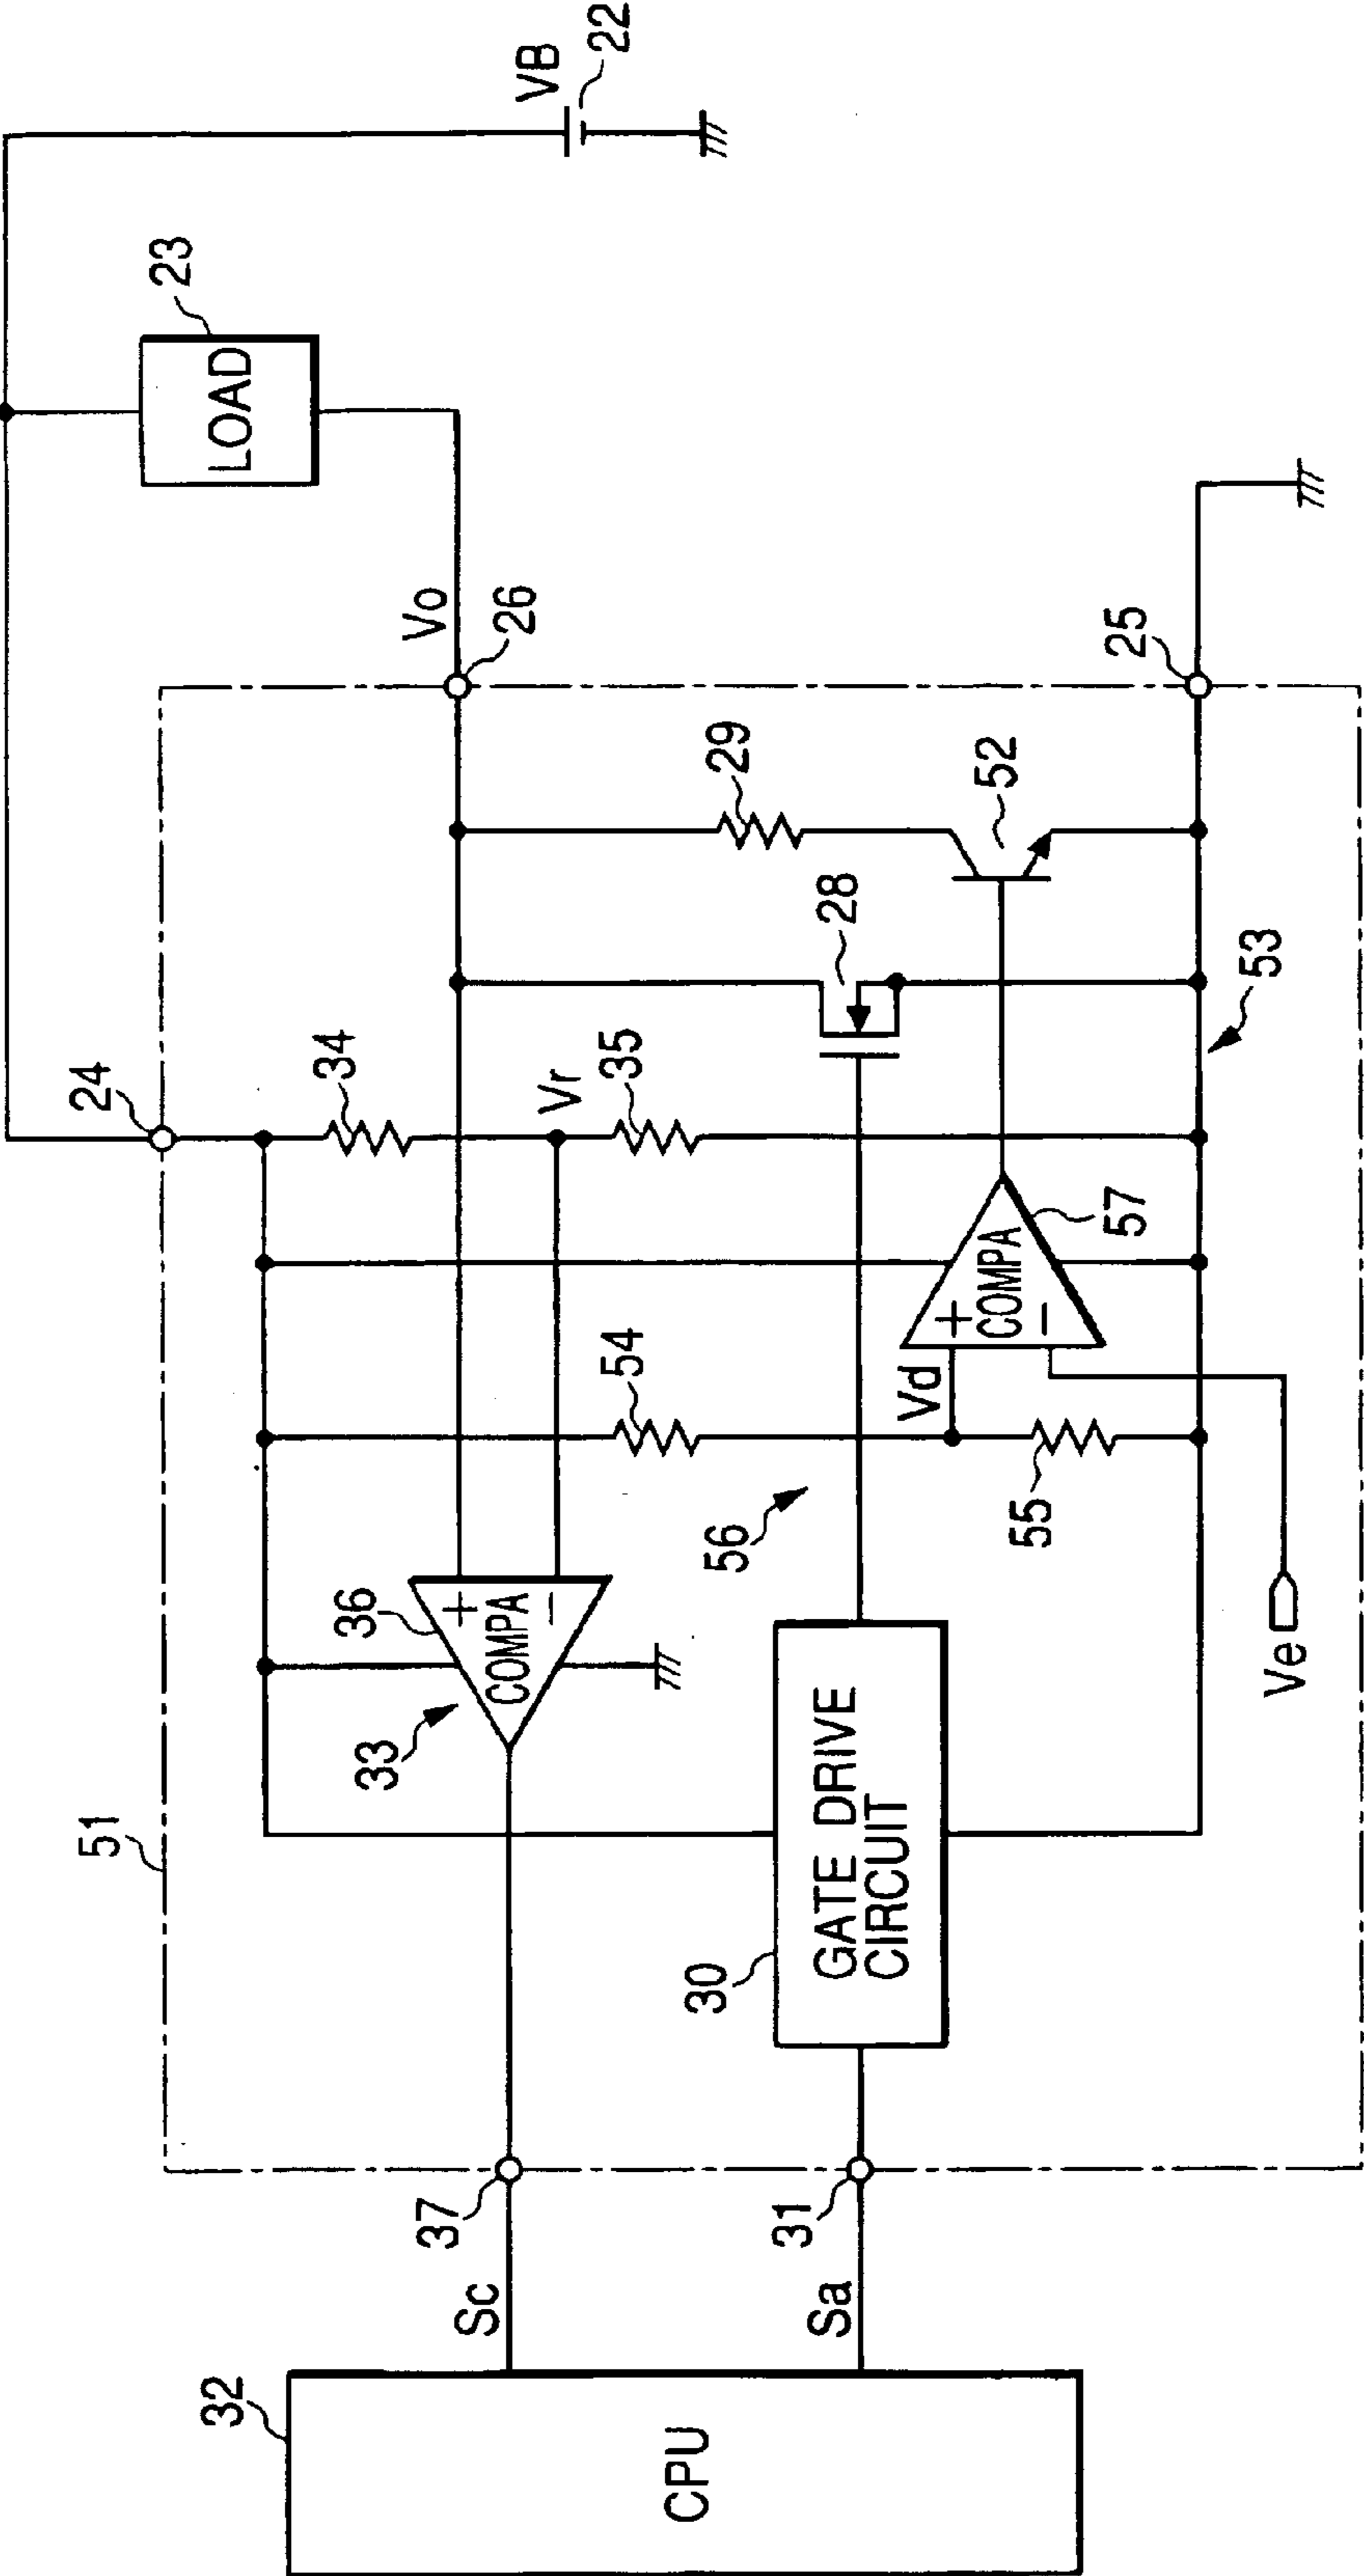 32
CPU
Sc
37
Sa
31
51
33
36
COMPA
+
−
30
GATE DRIVE
CIRCUIT
Ve
56
54
55
Vd
57
COMPA
+
−
24
34
Vr
35
28
29
52
53
Vo
26
25
LOAD
23
VB
22